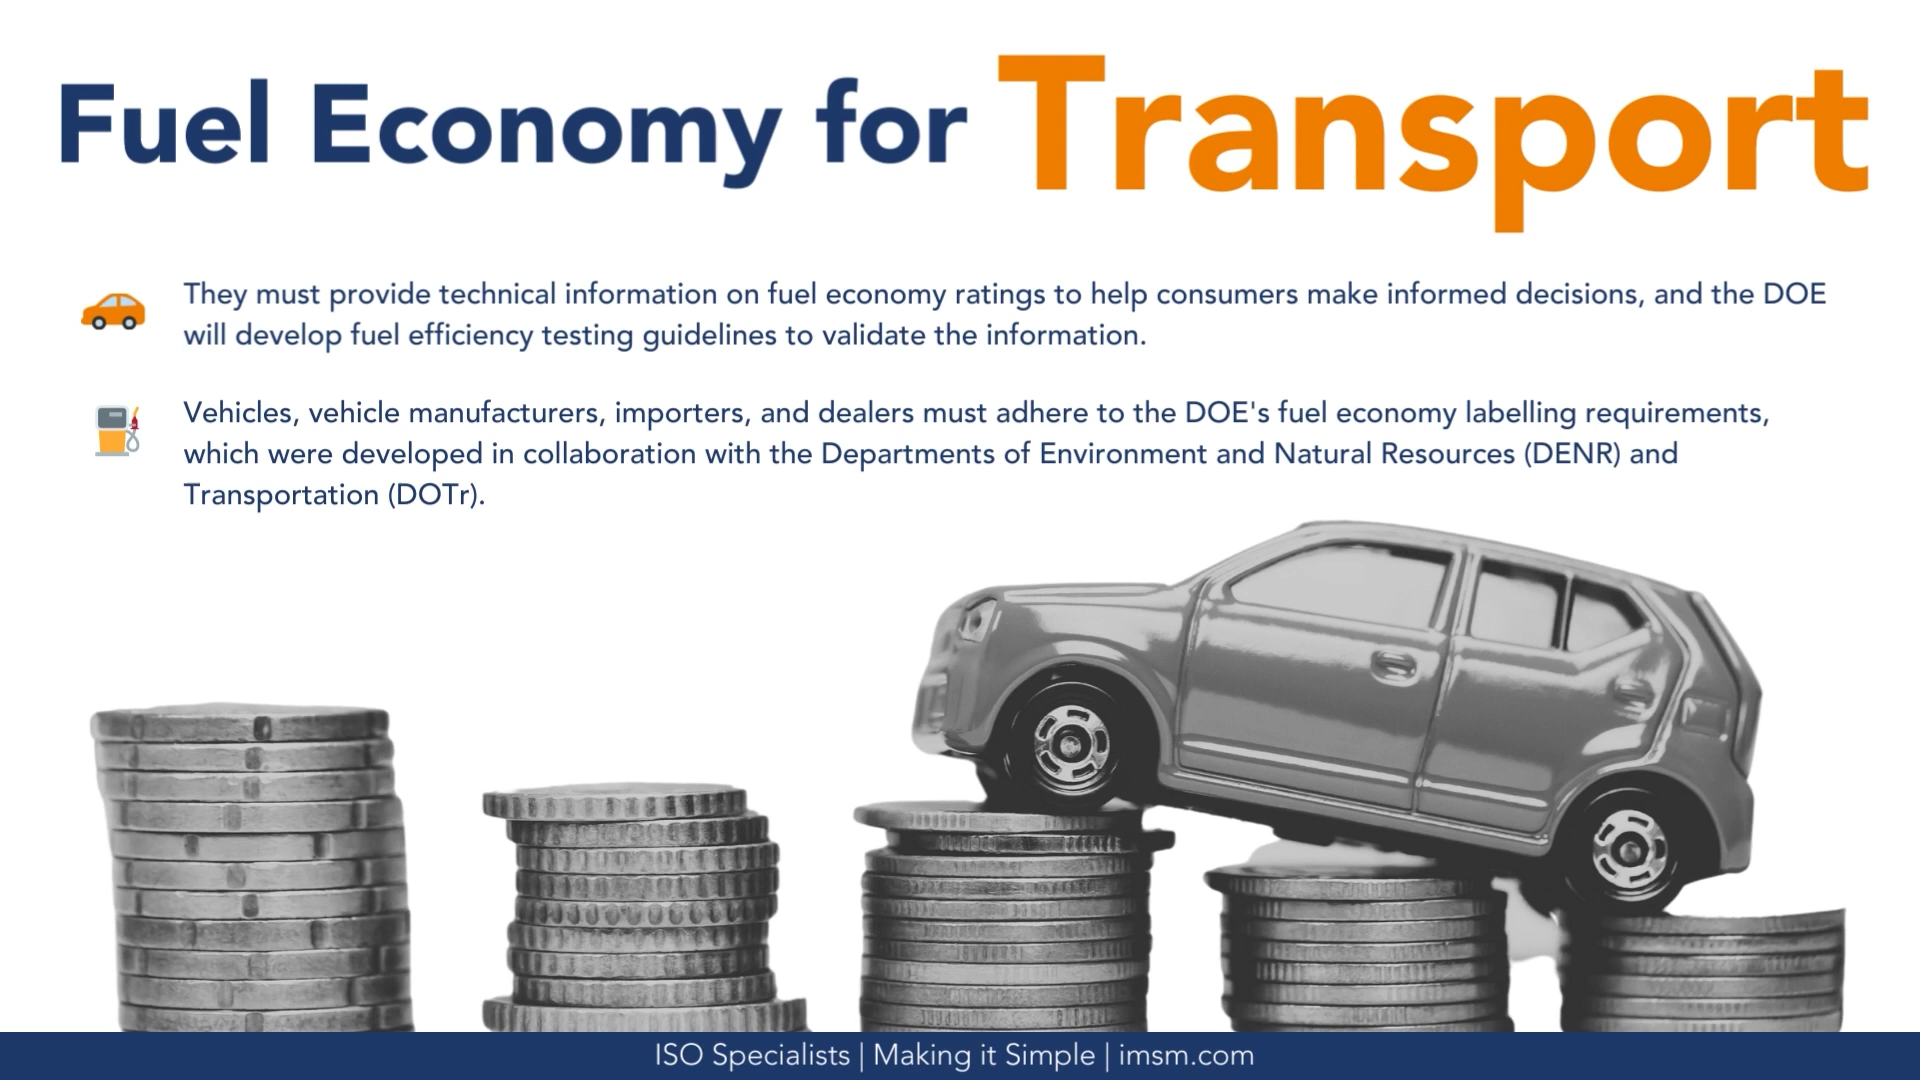 Fuel Economy for Transport
They must provide technical information on fuel economy ratings to help consumers make informed decisions, and the DOE
will develop fuel efficiency testing guidelines to validate the information.
Vehicles, vehicle manufacturers, importers, and dealers must adhere to the DOE's fuel economy labelling requirements,
which were developed in collaboration with the Departments of Environment and Natural Resources (DENR) and
Transportation (DOTr).
ISO Specialists | Making it Simple | imsm.com